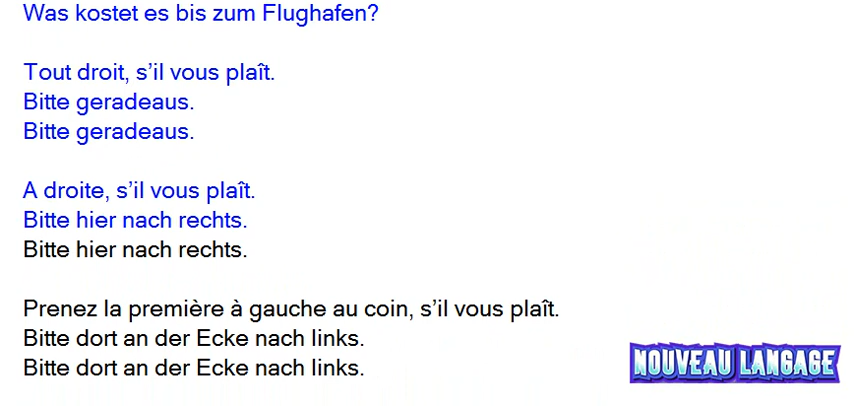 Was kostet es bis zum Flughafen?
Tout droit, s’il vous plaît.
Bitte geradeaus.
Bitte geradeaus.
A droite, s’il vous plaît.
Bitte hier nach rechts.
Bitte hier nach rechts.
Prenez la première à gauche au coin, s’il vous plaît.
Bitte dort an der Ecke nach links.
Bitte dort an der Ecke nach links.
NOUVEAU LANGAGE